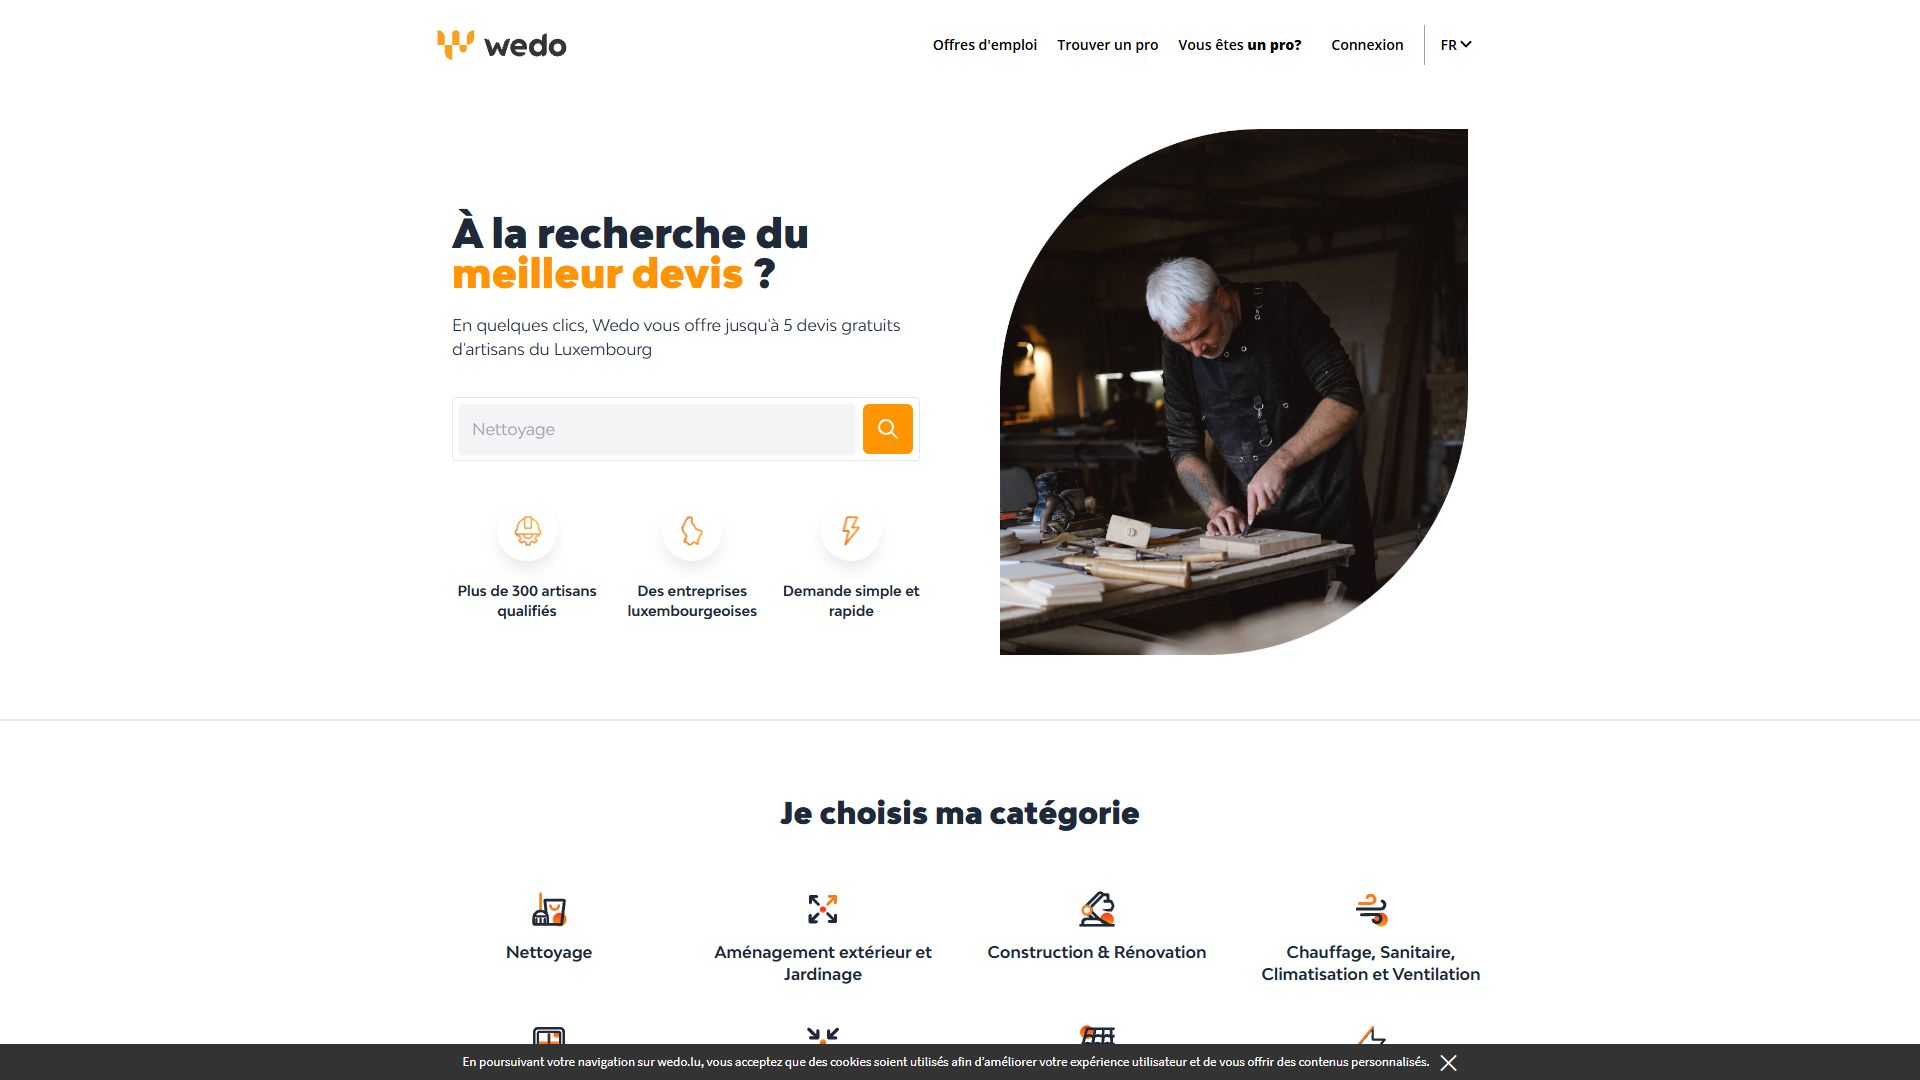 wedo
Offres d'emploi
Trouver un pro
Vous êtes un pro?
Connexion
FR
À la recherche du
meilleur devis ?
En quelques clics, Wedo vous offre jusqu'à 5 devis gratuits
d'artisans du Luxembourg
Nettoyage
Plus de 300 artisans
qualifiés
Des entreprises
luxembourgeoises
Demande simple et
rapide
Je choisis ma catégorie
Nettoyage
Aménagement extérieur et
Jardinage
Construction & Rénovation
Chauffage, Sanitaire,
Climatisation et Ventilation
En poursuivant votre navigation sur wedo.lu, vous acceptez que des cookies soient utilisés afin d’améliorer votre expérience utilisateur et de vous offrir des contenus personnalisés.